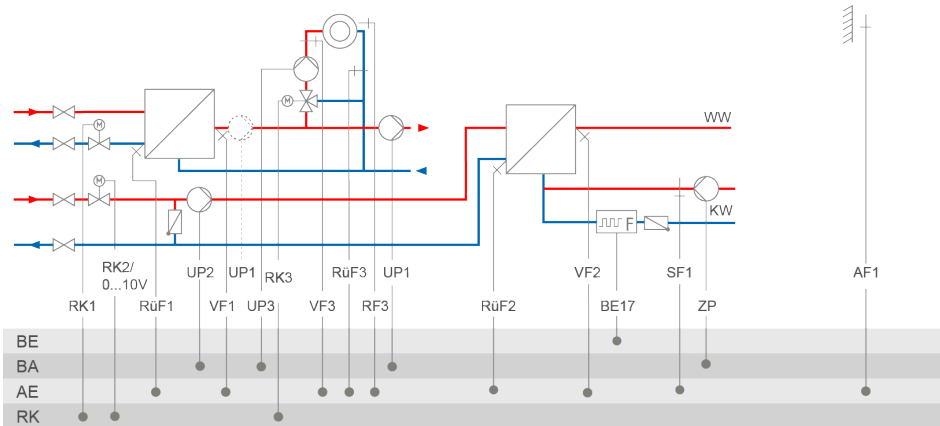 M
M
M
WW
F
KW
RK2/
0...10V
UP2
UP1
RK3
RüF3
UP1
VF2
SF1
AF1
RK1
RüF1
VF1
UP3
VF3
RF3
RüF2
BE17
ZP
BE
BA
AE
RK